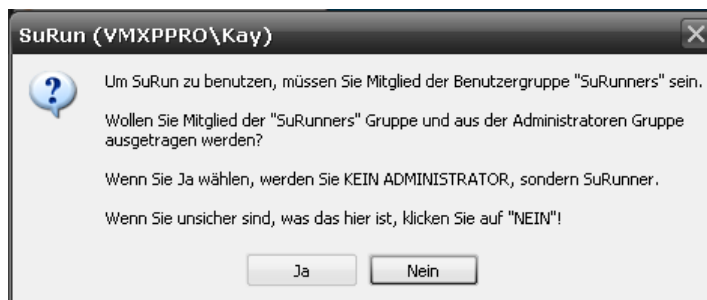 SuRun (VMXPPRO\Kay)
Um SuRun zu benutzen, müssen Sie Mitglied der Benutzergruppe "SuRunners" sein.
Wollen Sie Mitglied der "SuRunners" Gruppe und aus der Administratoren Gruppe
ausgetragen werden?
Wenn Sie Ja wählen, werden Sie KEIN ADMINISTRATOR, sondern SuRunner.
Wenn Sie unsicher sind, was das hier ist, klicken Sie auf "NEIN"!
Ja
Nein